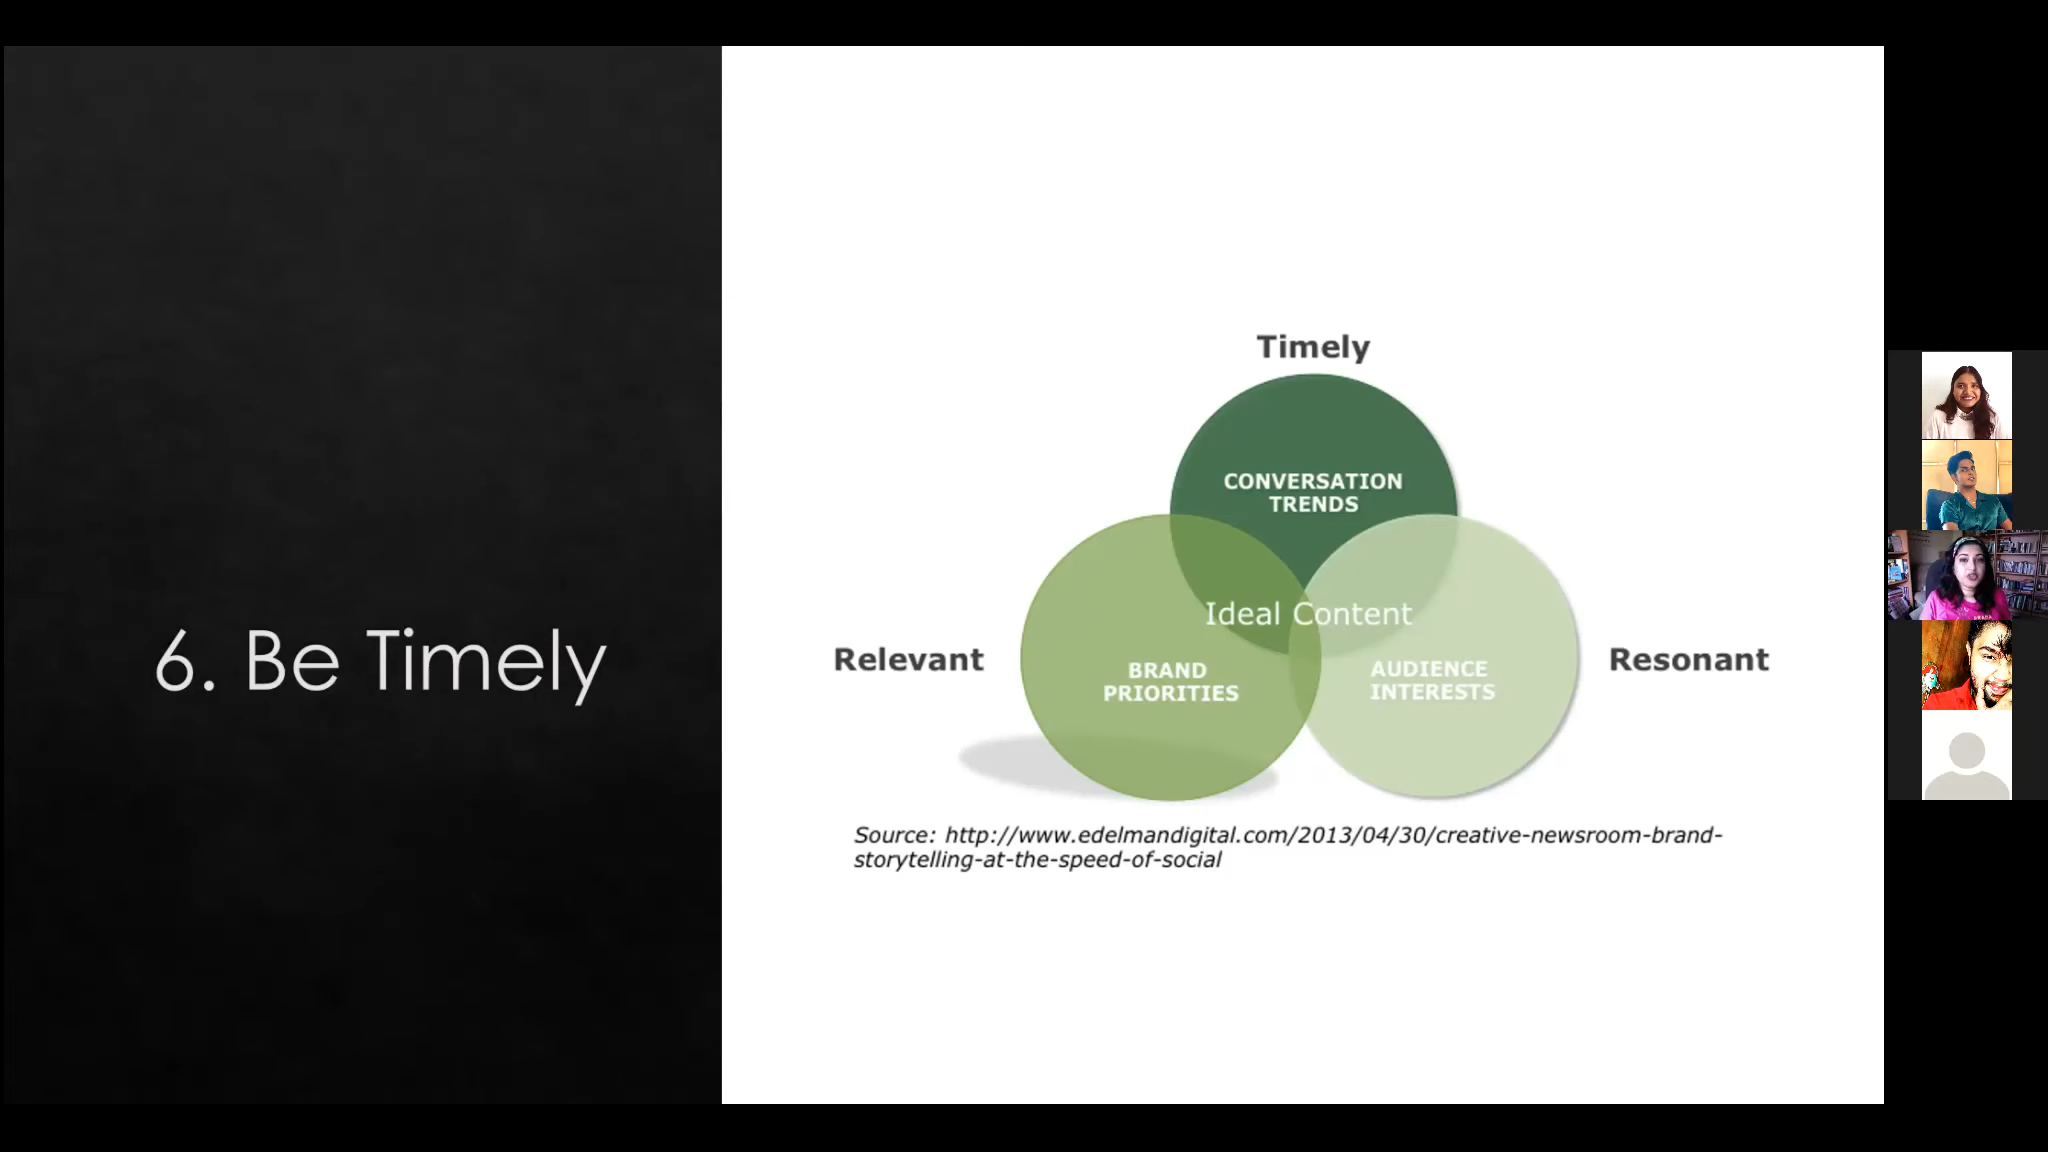 6. Be Timely
Timely
CONVERSATION
TRENDS
Ideal Content
Relevant
BRAND
PRIORITIES
AUDIENCE
INTERESTS
Resonant
Source: http://www.edelmandigital.com/2013/04/30/creative-newsroom-brand-
storytelling-at-the-speed-of-social